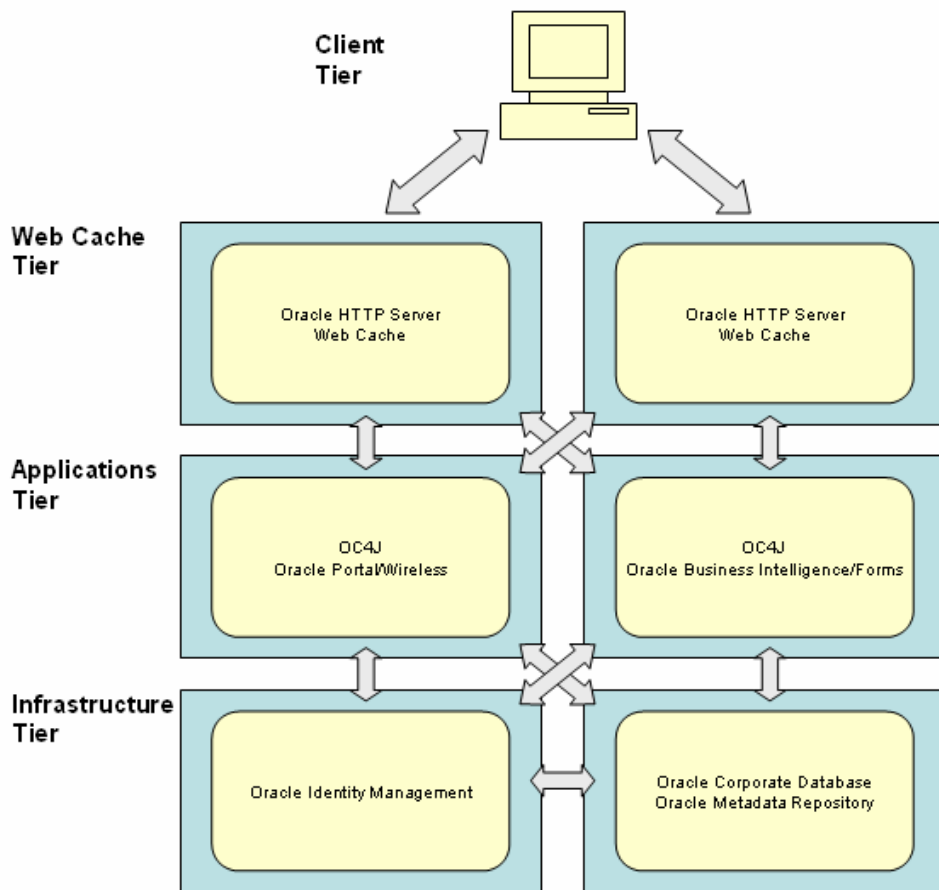 Client
Tier
Web Cache
Tier
Oracle HTTP Server
Web Cache
Oracle HTTP Server
Web Cache
Applications
Tier
OC4J
Oracle Portal/Wireless
OC4J
Oracle Business Intelligence/Forms
Infrastructure
Tier
Oracle Identity Management
Oracle Corporate Database
Oracle Metadata Repository